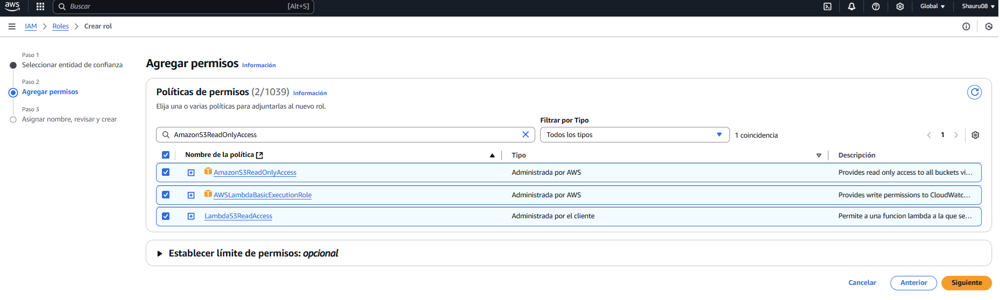 aws Buscar [Alt+S] Global Shauru08
IAM > Roles > Crear rol
Paso 1
Seleccionar entidad de confianza
Paso 2
Agregar permisos
Paso 3
Asignar nombre, revisar y crear
Agregar permisos Información
Políticas de permisos (2/1039) Información
Elija una o varias políticas para adjuntarlas al nuevo rol.
Filtrar por Tipo
AmazonS3ReadOnlyAccess Todos los tipos 1 coincidencia 1
Nombre de la política Tipo Descripción
AmazonS3ReadOnlyAccess Administrada por AWS Provides read only access to all buckets vi...
AWSLambdaBasicExecutionRole Administrada por AWS Provides write permissions to CloudWatc...
LambdaS3ReadAccess Administrada por el cliente Permite a una funcion lambda a la que se...
Establecer límite de permisos: opcional
Cancelar Anterior Siguiente